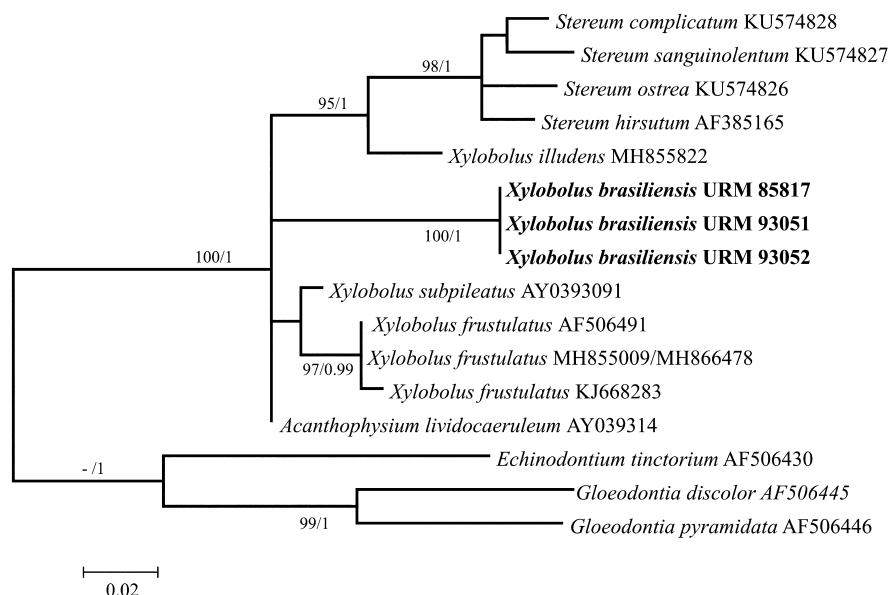 Stereum complicatum KU574828
Stereum sanguinolentum KU574827
98/1
Stereum ostrea KU574826
95/1
Stereum hirsutum AF385165
Xylobolus illudens MH855822
Xylobolus brasiliensis URM 85817
Xylobolus brasiliensis URM 93051
100/1
Xylobolus brasiliensis URM 93052
100/1
Xylobolus subpileatus AY0393091
Xylobolus frustulatus AF506491
Xylobolus frustulatus MH855009/MH866478
97/0.99
Xylobolus frustulatus KJ668283
Acanthophysium lividocaeruleum AY039314
Echinodontium tinctorium AF506430
- /1
Gloeodontia discolor AF506445
99/1
Gloeodontia pyramidata AF506446
0.02